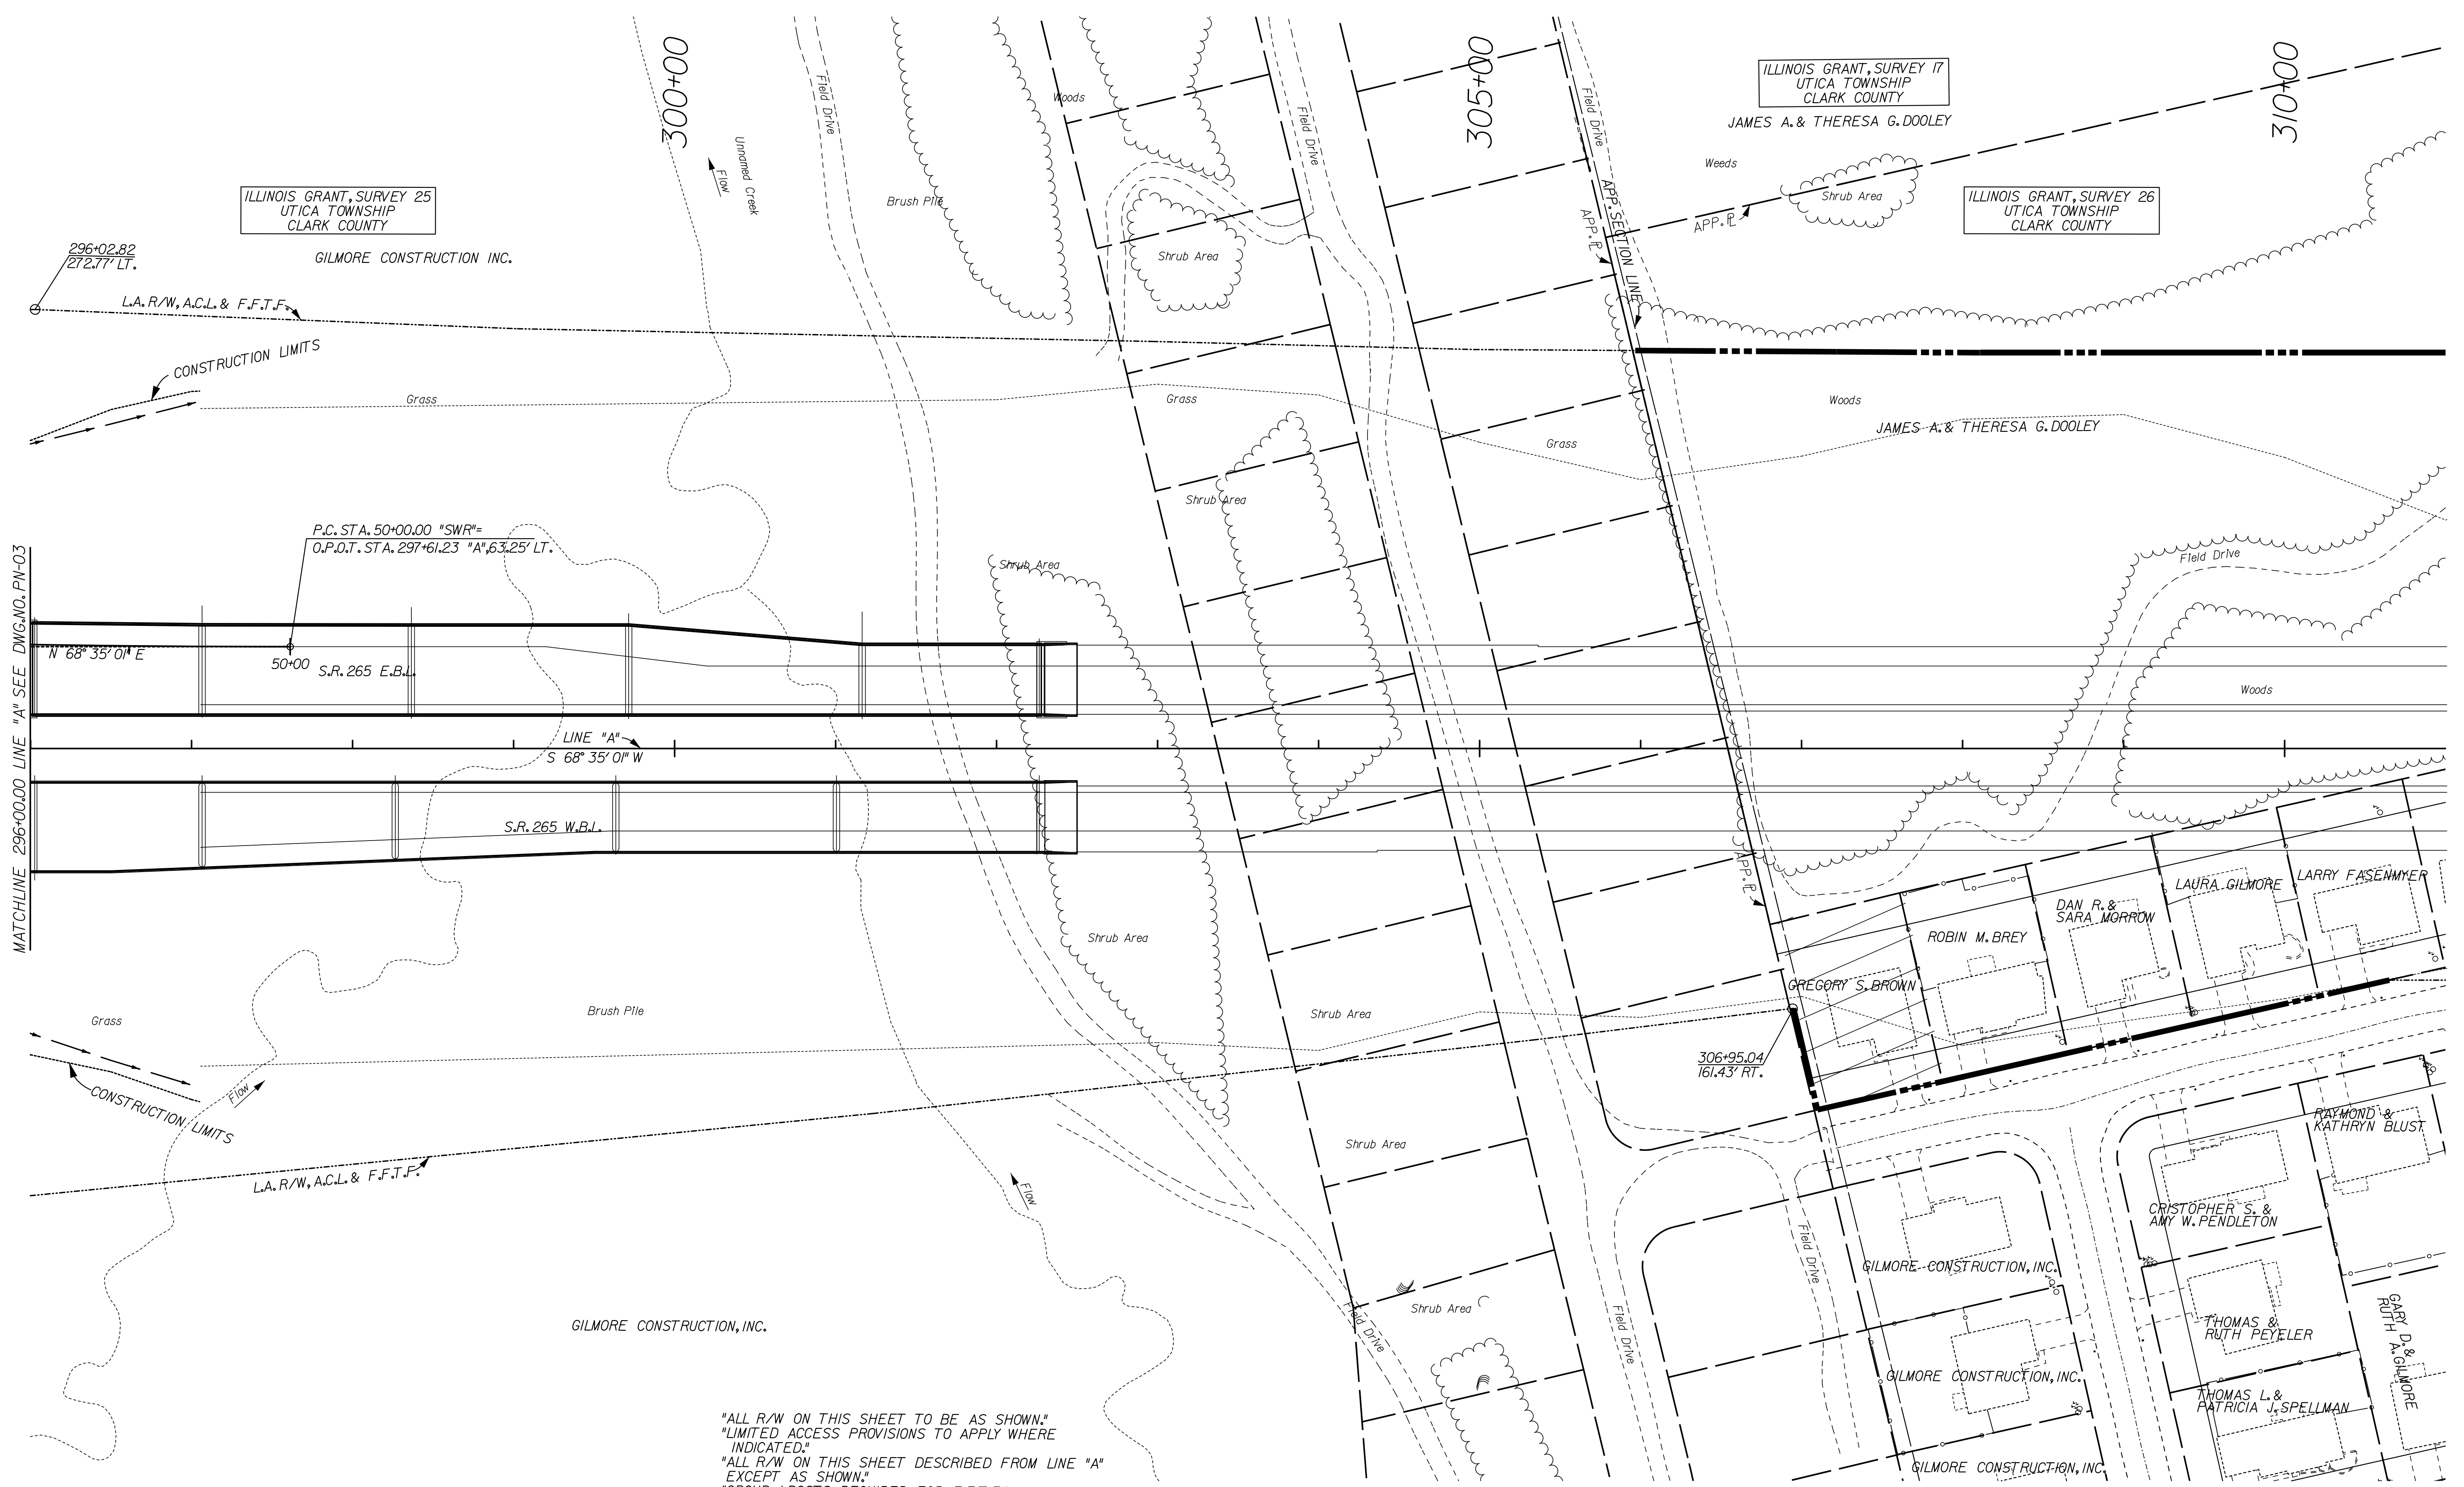 300+00
305+00
310+00
ILLINOIS GRANT, SURVEY 17
UTICA TOWNSHIP
CLARK COUNTY
JAMES A. & THERESA G. DOOLEY
Field Drive
Woods
Field Drive
Field Drive
Weeds
Unnamed Creek
Flow
Brush Pile
Shrub Area
APP. SECTION LINE
APP. PL
APP. PL
ILLINOIS GRANT, SURVEY 25
UTICA TOWNSHIP
CLARK COUNTY
ILLINOIS GRANT, SURVEY 26
UTICA TOWNSHIP
CLARK COUNTY
296+02.82
272.77' LT.
GILMORE CONSTRUCTION INC.
Shrub Area
L.A. R/W, A.C.L. & F.F.T.F.
CONSTRUCTION LIMITS
Grass
Grass
Woods
JAMES A. & THERESA G. DOOLEY
Grass
Shrub Area
P.C. STA. 50+00.00 "SWR"=
O.P.O.T. STA. 297+61.23 "A", 63.25' LT.
Shrub Area
Field Drive
MATCHLINE 296+00.00 LINE "A" SEE DWG. NO. PN-03
N 68° 35' 01" E
50+00
S.R. 265 E.B.L.
Woods
LINE "A"
S 68° 35' 01" W
S.R. 265 W.B.L.
APP. PL
LARRY FASENMYER
LAURA GILMORE
DAN R. &
SARA MORROW
ROBIN M. BREY
GREGORY S. BROWN
Shrub Area
Brush Pile
Shrub Area
Grass
306+95.04
161.43' RT.
CONSTRUCTION LIMITS
Flow
RAYMOND &
KATHRYN BLUST
Shrub Area
L.A. R/W, A.C.L. & F.F.T.F.
Flow
CRISTOPHER S. &
AMY W. PENDLETON
Field Drive
GILMORE CONSTRUCTION, INC.
Shrub Area
Field Drive
Field Drive
GILMORE CONSTRUCTION, INC.
THOMAS &
RUTH PEYELER
GARY D. &
RUTH A. GILMORE
GILMORE CONSTRUCTION, INC.
THOMAS L. &
PATRICIA J. SPELLMAN
GILMORE CONSTRUCTION, INC.
"ALL R/W ON THIS SHEET TO BE AS SHOWN."
"LIMITED ACCESS PROVISIONS TO APPLY WHERE
INDICATED."
"ALL R/W ON THIS SHEET DESCRIBED FROM LINE "A"
EXCEPT AS SHOWN."